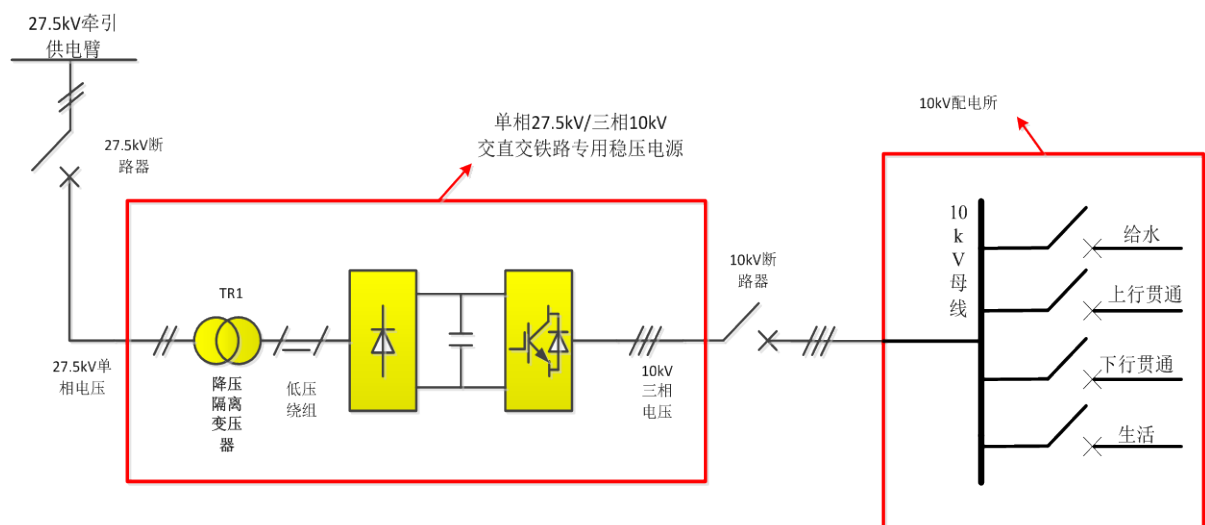 27.5kV牵引
供电臂
27.5kV断
路器
单相27.5kV/三相10kV
交直交铁路专用稳压电源
10kV配电所
TR1
27.5kV单
相电压
降压
隔离
变压
器
低压
绕组
10kV
三相
电压
10kV断
路器
10
k
V
母
线
给水
上行贯通
下行贯通
生活